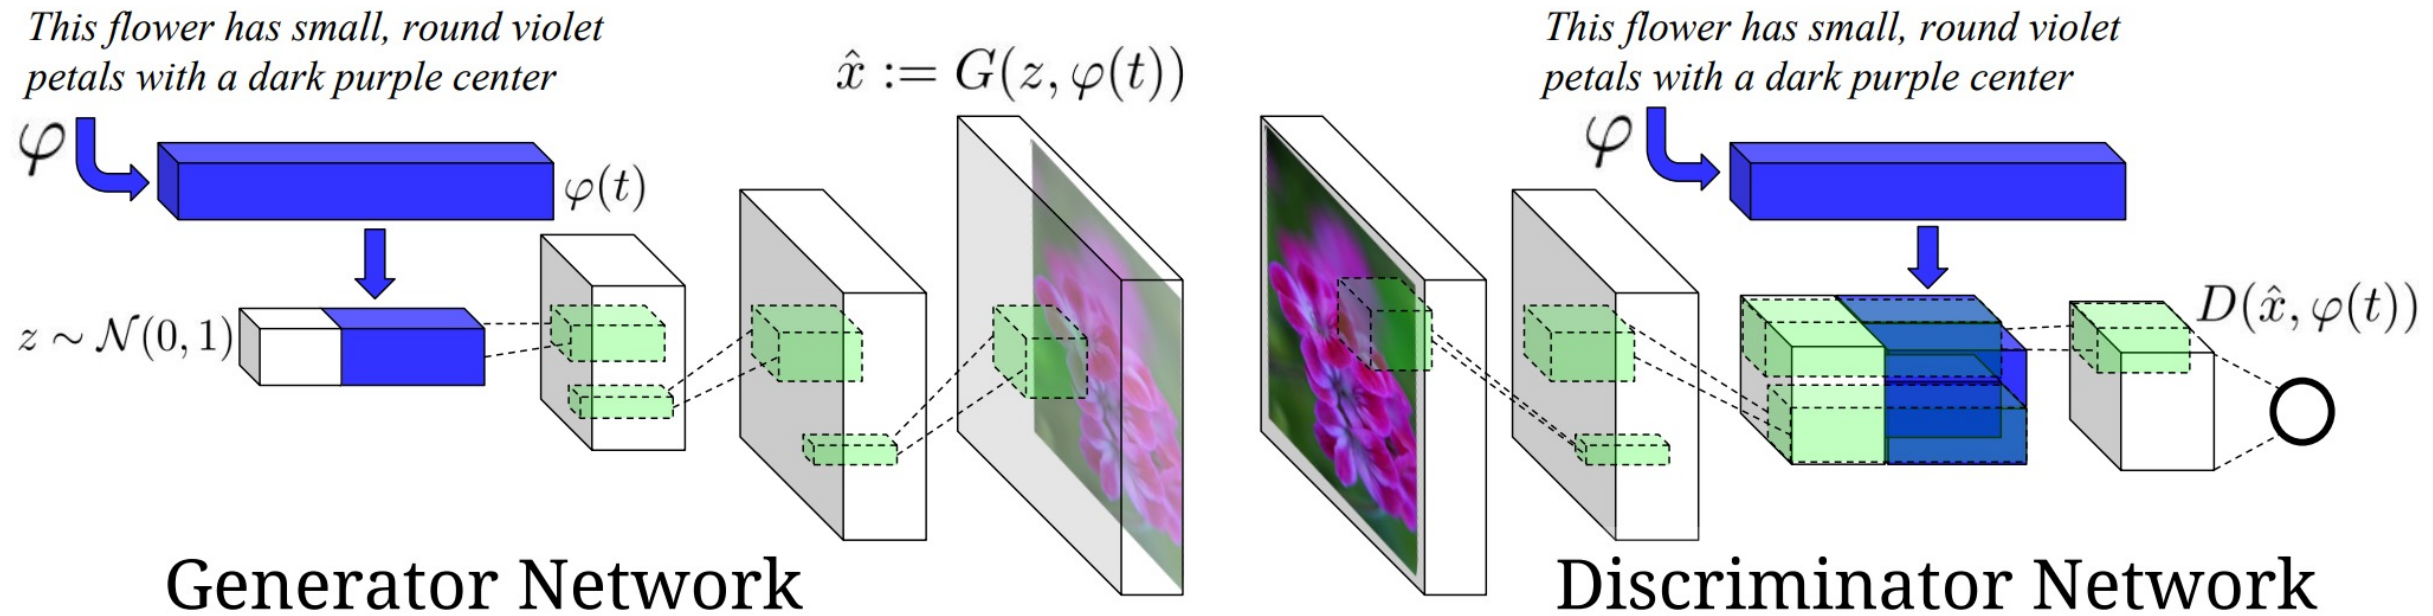 This flower has small, round violet
petals with a dark purple center
φ
φ(t)
z ∼ N(0, 1)
x̂ := G(z, φ(t))
Generator Network
This flower has small, round violet
petals with a dark purple center
φ
D(x̂, φ(t))
Discriminator Network